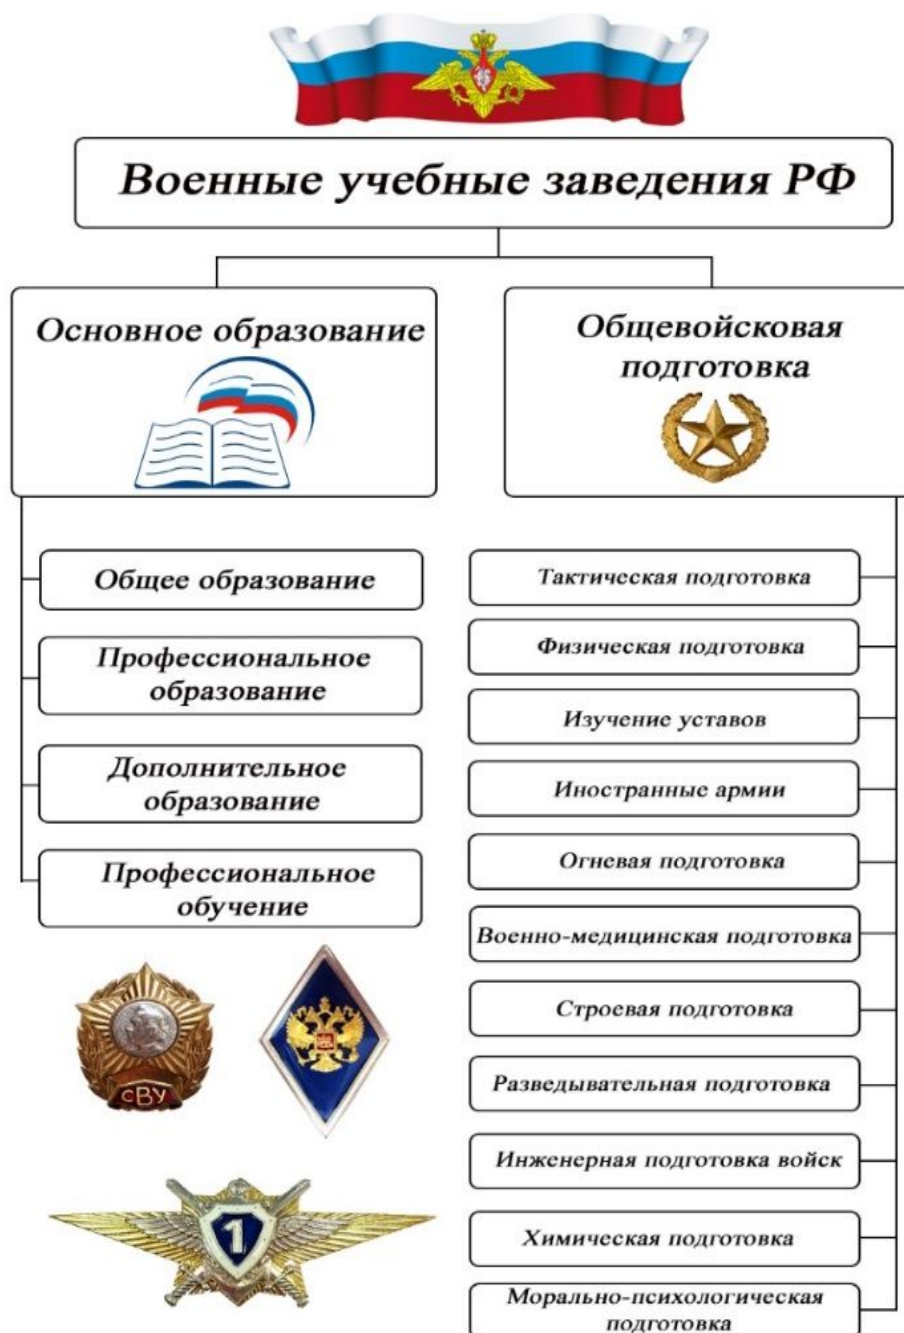 Военные учебные заведения РФ
Основное образование
Общее образование
Профессиональное
образование
Дополнительное
образование
Профессиональное
обучение
СВУ
1
Общевойсковая
подготовка
Тактическая подготовка
Физическая подготовка
Изучение уставов
Иностранные армии
Огневая подготовка
Военно-медицинская подготовка
Строевая подготовка
Разведывательная подготовка
Инженерная подготовка войск
Химическая подготовка
Морально-психологическая
подготовка